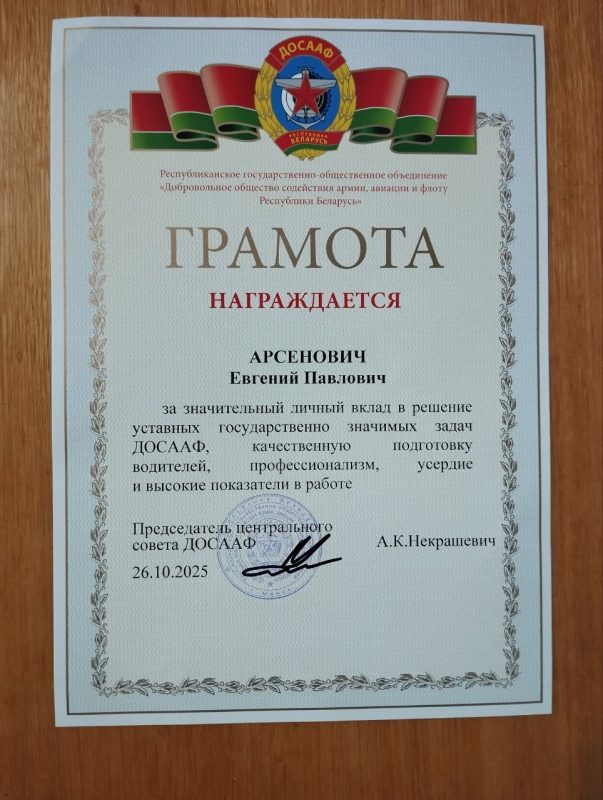 ДОСААФ
РЕСПУБЛИКА
БЕЛАРУСЬ
Республиканское государственно-общественное объединение
«Добровольное общество содействия армии, авиации и флоту
Республики Беларусь»
ГРАМОТА
НАГРАЖДАЕТСЯ
АРСЕНОВИЧ
Евгений Павлович
за значительный личный вклад в решение
уставных государственно значимых задач
ДОСААФ, качественную подготовку
водителей, профессионализм, усердие
и высокие показатели в работе
Председатель центрального
совета ДОСААФ А.К.Некрашевич
26.10.2025